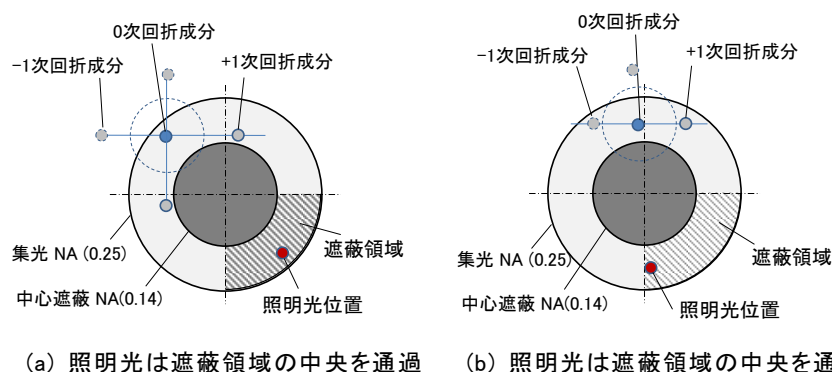 0次回折成分
-1次回折成分
+1次回折成分
集光 NA (0.25)
中心遮蔽 NA(0.14)
遮蔽領域
照明光位置
(a) 照明光は遮蔽領域の中央を通過
0次回折成分
-1次回折成分
+1次回折成分
集光 NA (0.25)
中心遮蔽 NA(0.14)
遮蔽領域
照明光位置
(b) 照明光は遮蔽領域の中央を通